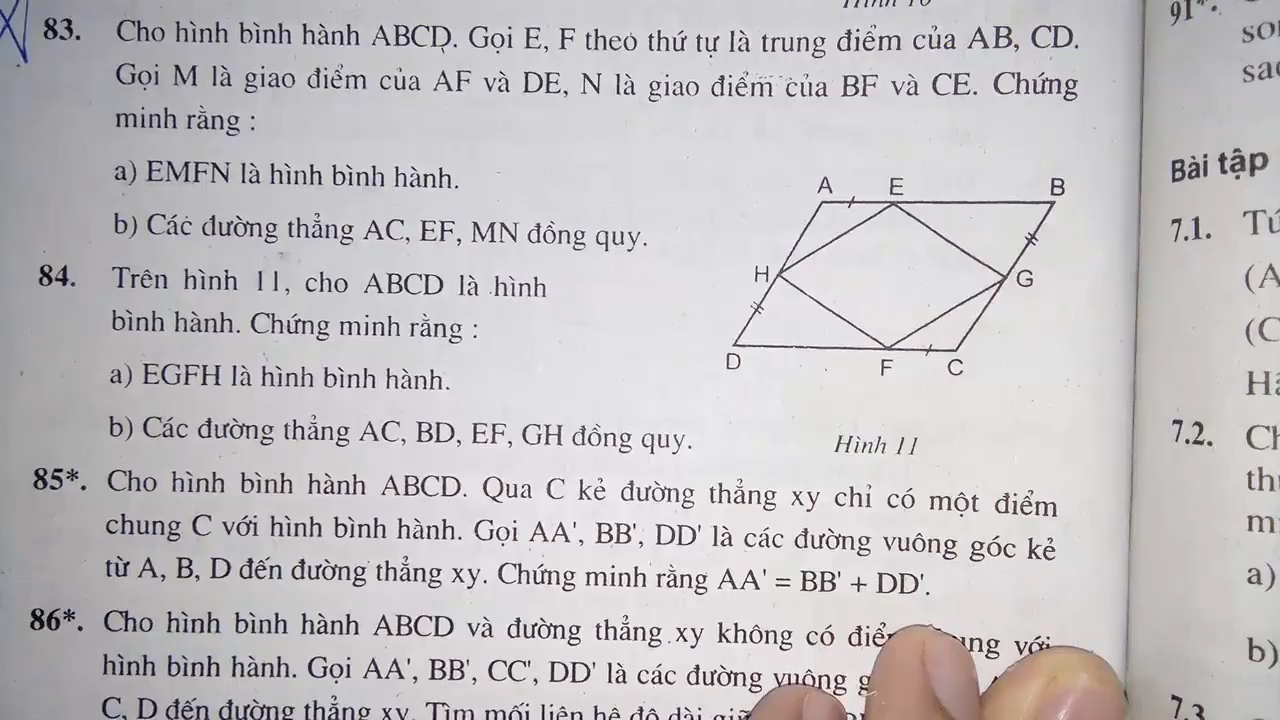 83. Cho hình bình hành ABCD. Gọi E, F theo thứ tự là trung điểm của AB, CD.
Gọi M là giao điểm của AF và DE, N là giao điểm của BF và CE. Chứng
minh rằng :
a) EMFN là hình bình hành.
b) Các đường thẳng AC, EF, MN đồng quy.
84. Trên hình 11, cho ABCD là hình
bình hành. Chứng minh rằng :
a) EGFH là hình bình hành.
b) Các đường thẳng AC, BD, EF, GH đồng quy.
A E B
H G
D F C
Hình 11
85*. Cho hình bình hành ABCD. Qua C kẻ đường thẳng xy chỉ có một điểm
chung C với hình bình hành. Gọi AA', BB', DD' là các đường vuông góc kẻ
từ A, B, D đến đường thẳng xy. Chứng minh rằng AA' = BB' + DD'.
86*. Cho hình bình hành ABCD và đường thẳng xy không có với
hình bình hành. Gọi AA', BB', CC', DD' là các đường vuông
C, D đến đường thẳng xy. Tìm mối liên hệ độ dài
91*.
Bài tập
7.1.
(A
(C
7.2.
a)
b)
7.3